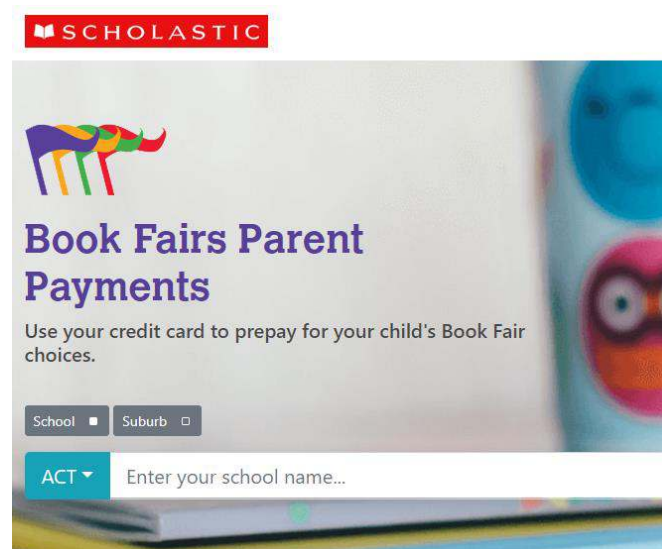 SCHOLASTIC
Book Fairs Parent
Payments
Use your credit card to prepay for your child's Book Fair
choices.
School
Suburb
ACT
Enter your school name...